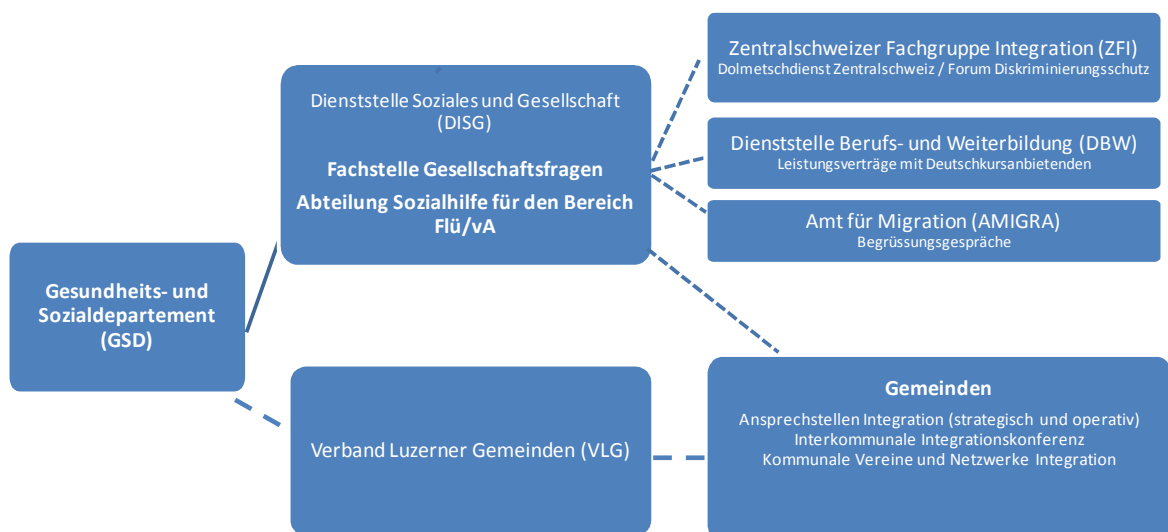 Zentralschweizer Fachgruppe Integration (ZFI)
Dolmetschdienst Zentralschweiz / Forum Diskriminierungsschutz
Dienststelle Soziales und Gesellschaft
(DISG)
Fachstelle Gesellschaftsfragen
Abteilung Sozialhilfe für den Bereich
Flü/vA
Dienststelle Berufs- und Weiterbildung (DBW)
Leistungsverträge mit Deutschkursanbietenden
Amt für Migration (AMIGRA)
Begrüssungsgespräche
Gesundheits- und
Sozialdepartement
(GSD)
Verband Luzerner Gemeinden (VLG)
Gemeinden
Ansprechstellen Integration (strategisch und operativ)
Interkommunale Integrationskonferenz
Kommunale Vereine und Netzwerke Integration